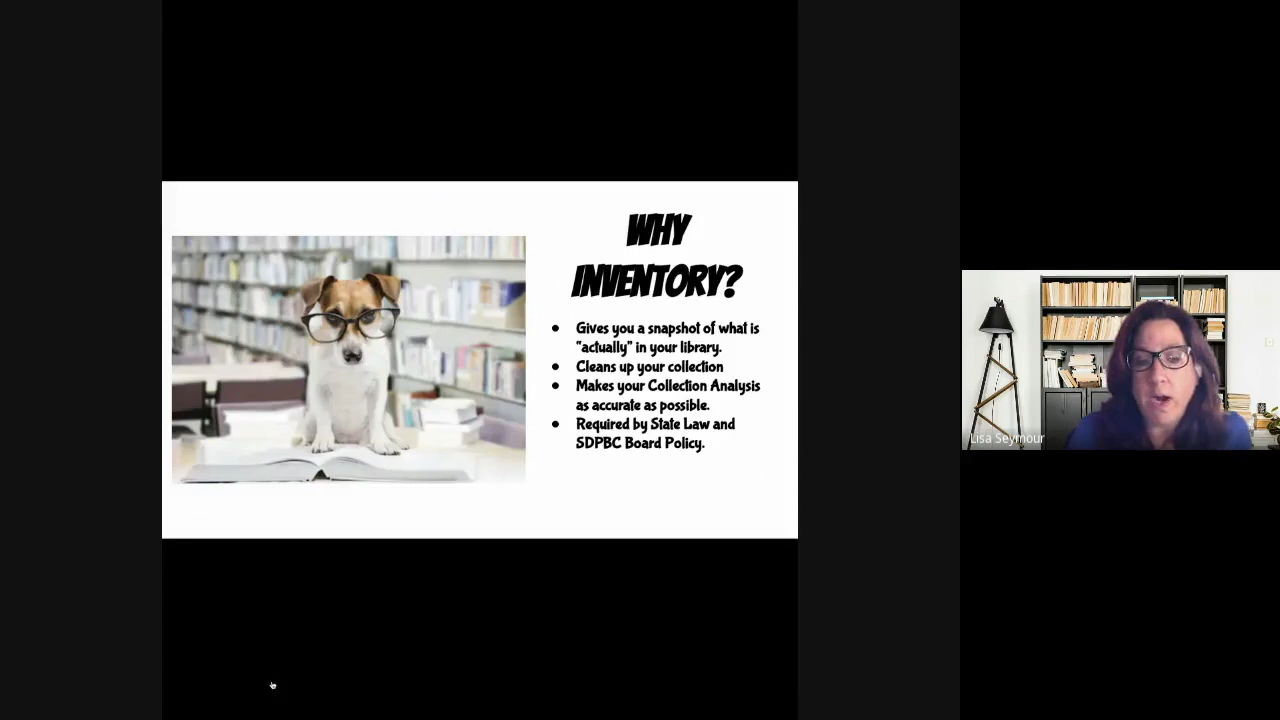 WHY
INVENTORY?
● Gives you a snapshot of what is
"actually" in your library.
● Cleans up your collection
● Makes your Collection Analysis
as accurate as possible.
● Required by State Law and
SDPBC Board Policy.
Lisa Seymour